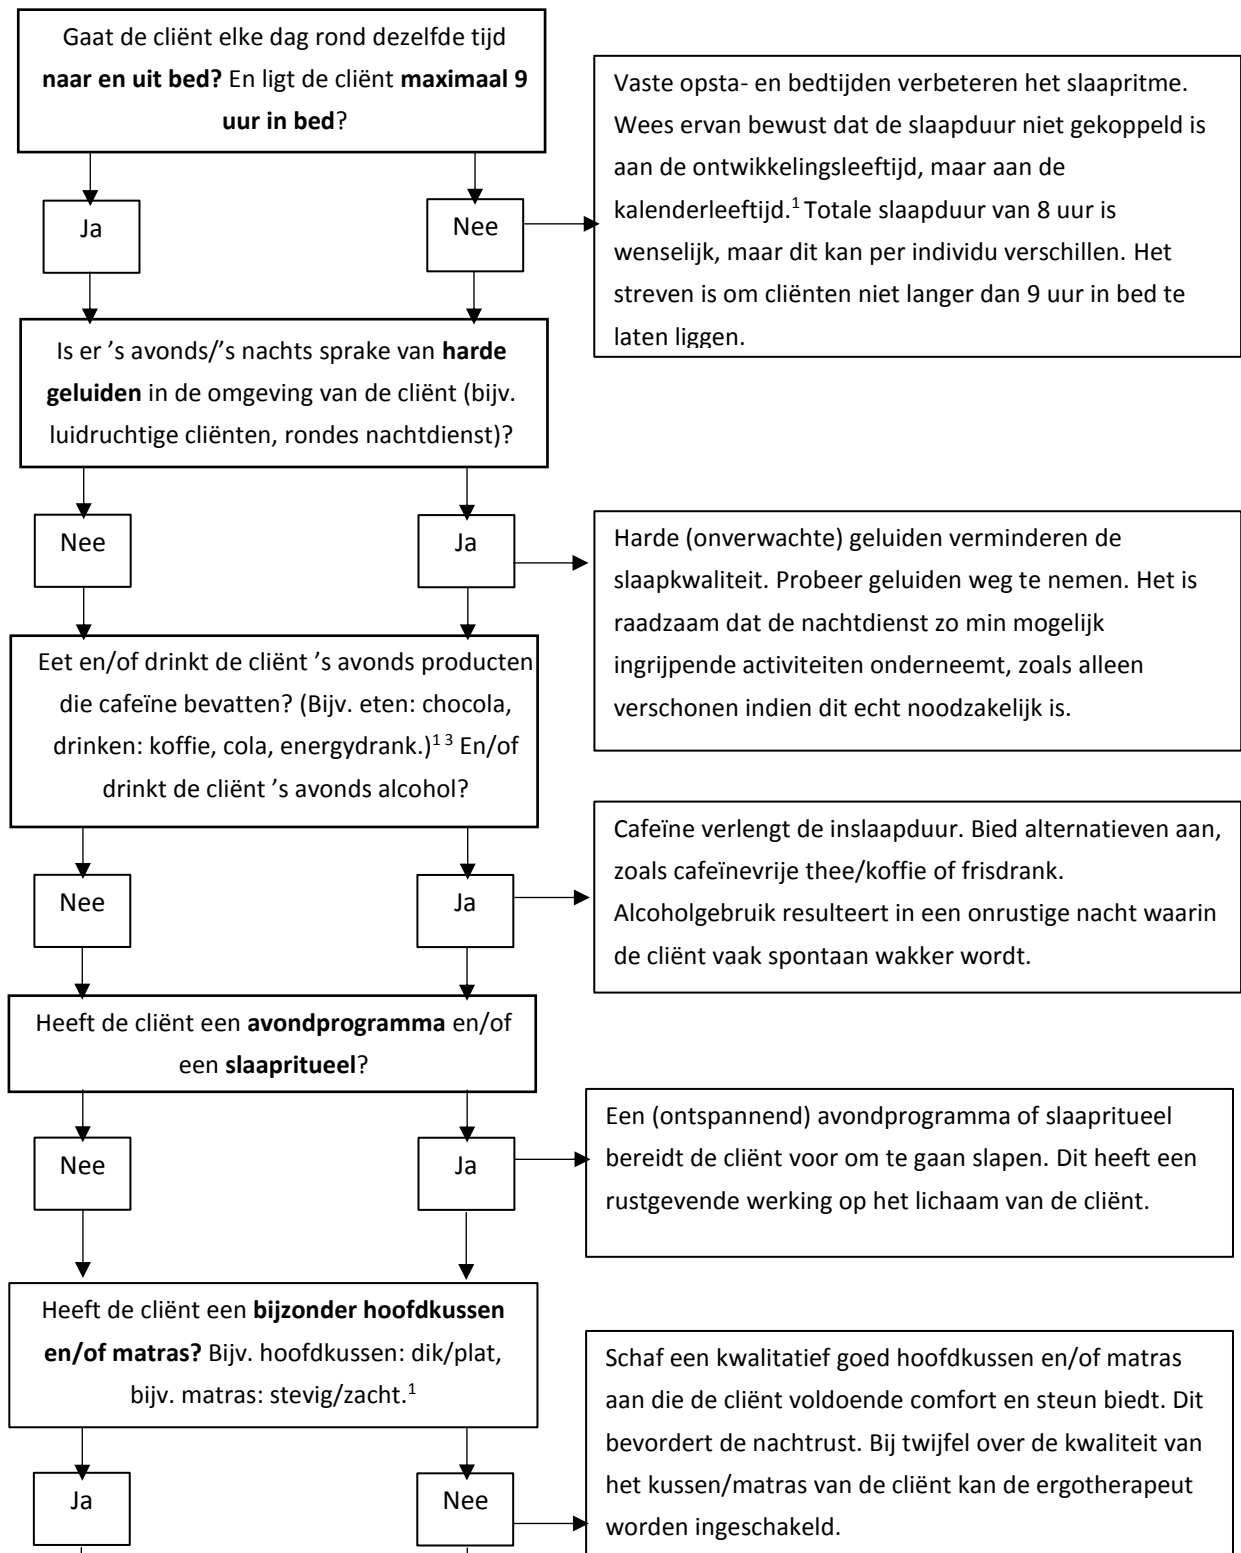 Gaat de cliënt elke dag rond dezelfde tijd
naar en uit bed? En ligt de cliënt maximaal 9
uur in bed?
Vaste opsta- en bedtijden verbeteren het slaapritme.
Wees ervan bewust dat de slaapduur niet gekoppeld is
aan de ontwikkelingsleeftijd, maar aan de
kalenderleeftijd.1 Totale slaapduur van 8 uur is
wenselijk, maar dit kan per individu verschillen. Het
streven is om cliënten niet langer dan 9 uur in bed te
laten liggen.
Ja
Nee
Is er ’s avonds/’s nachts sprake van harde
geluiden in de omgeving van de cliënt (bijv.
luidruchtige cliënten, rondes nachtdienst)?
Nee
Ja
Harde (onverwachte) geluiden verminderen de
slaapkwaliteit. Probeer geluiden weg te nemen. Het is
raadzaam dat de nachtdienst zo min mogelijk
ingrijpende activiteiten onderneemt, zoals alleen
verschonen indien dit echt noodzakelijk is.
Eet en/of drinkt de cliënt ’s avonds producten
die cafeïne bevatten? (Bijv. eten: chocola,
drinken: koffie, cola, energydrank.)1 3 En/of
drinkt de cliënt ’s avonds alcohol?
Cafeïne verlengt de inslaapduur. Bied alternatieven aan,
zoals cafeïnevrije thee/koffie of frisdrank.
Alcoholgebruik resulteert in een onrustige nacht waarin
de cliënt vaak spontaan wakker wordt.
Nee
Ja
Heeft de cliënt een avondprogramma en/of
een slaapritueel?
Nee
Ja
Een (ontspannend) avondprogramma of slaapritueel
bereidt de cliënt voor om te gaan slapen. Dit heeft een
rustgevende werking op het lichaam van de cliënt.
Heeft de cliënt een bijzonder hoofdkussen
en/of matras? Bijv. hoofdkussen: dik/plat,
bijv. matras: stevig/zacht.1
Schaf een kwalitatief goed hoofdkussen en/of matras
aan die de cliënt voldoende comfort en steun biedt. Dit
bevordert de nachtrust. Bij twijfel over de kwaliteit van
het kussen/matras van de cliënt kan de ergotherapeut
worden ingeschakeld.
Ja
Nee